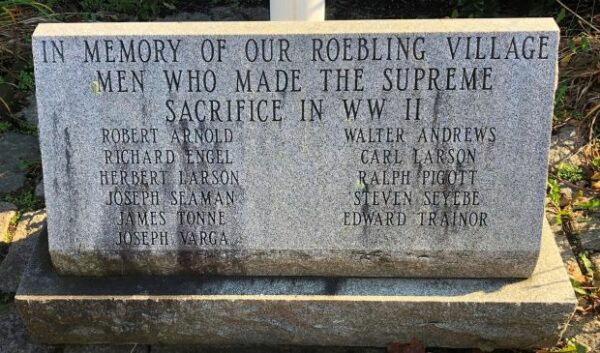 IN MEMORY OF OUR ROEBLING VILLAGE
MEN WHO MADE THE SUPREME
SACRIFICE IN WW II
ROBERT ARNOLD
RICHARD ENGEL
HERBERT LARSON
JOSEPH SEAMAN
JAMES TONNE
JOSEPH VARGA
WALTER ANDREWS
CARL LARSON
RALPH PIGOTT
STEVEN SEYEBE
EDWARD TRAINOR